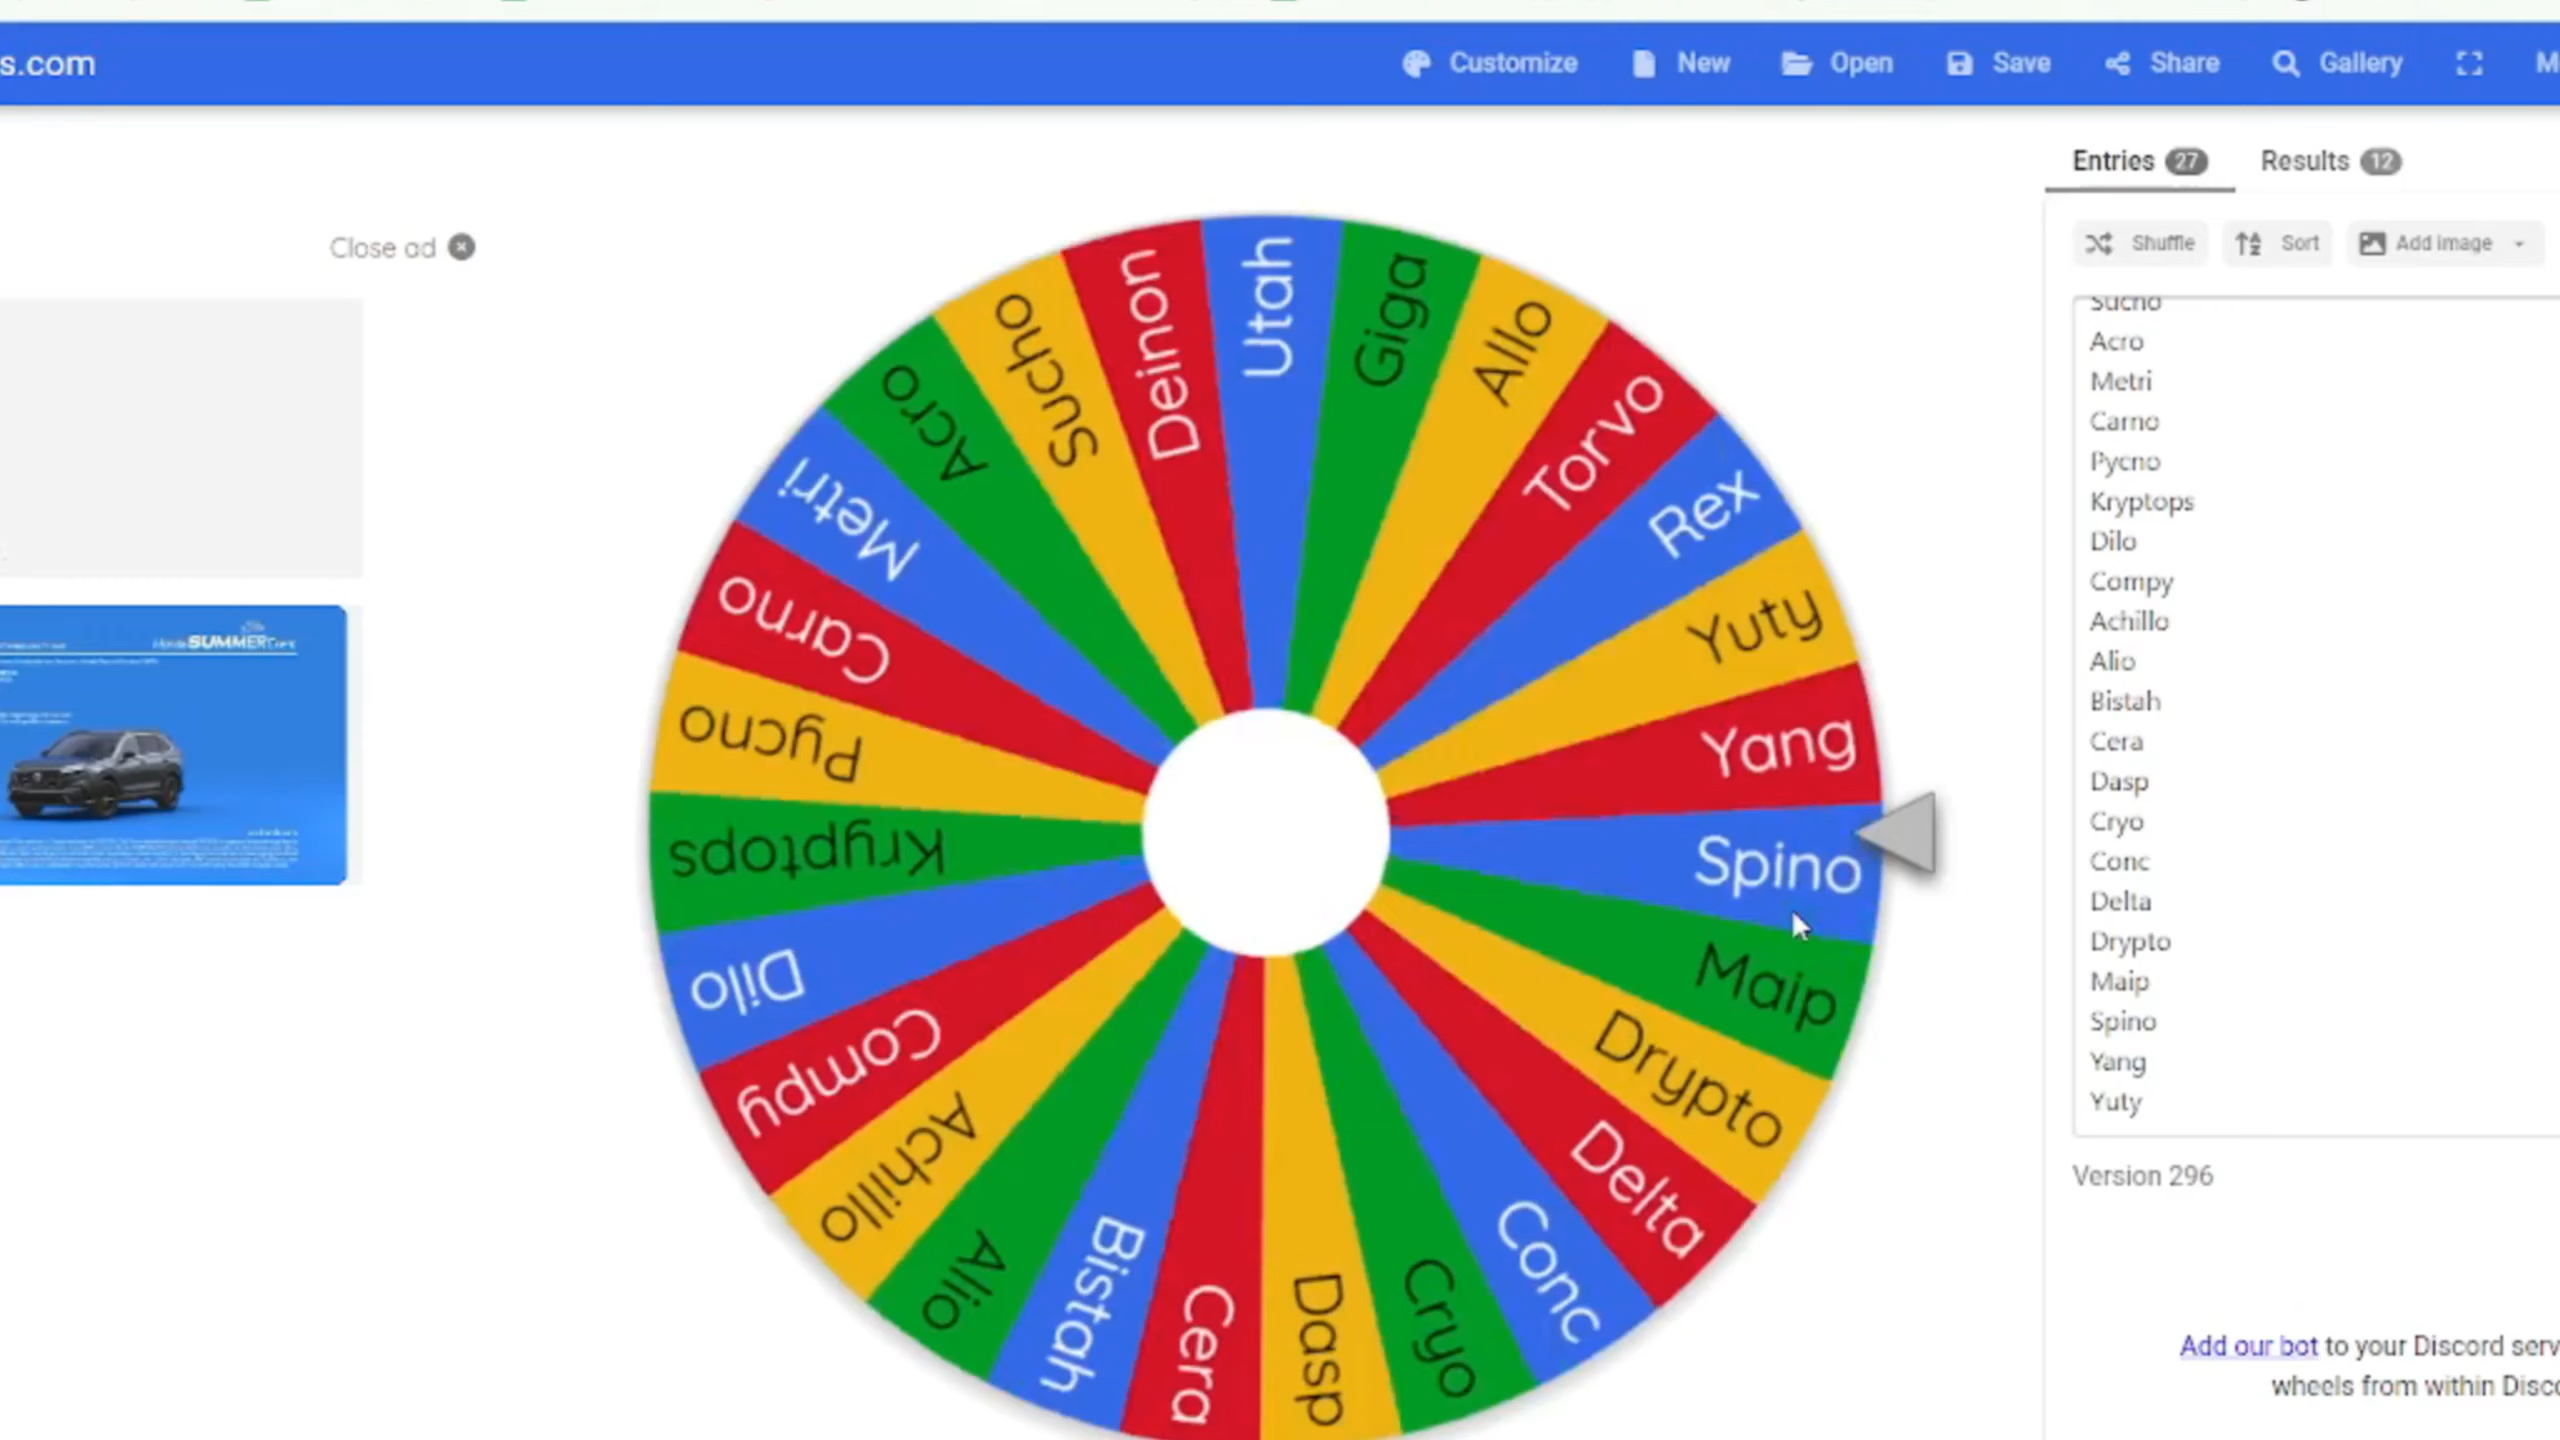 s.com
Customize
New
Open
Save
Share
Gallery
Entries 27
Results 12
Shuffle
Sort
Add image
Close ad
SUMMER
Utah
Giga
Allo
Torvo
Rex
Yuty
Yang
Spino
Maip
Drypto
Delta
Conc
Cryo
Dasp
Cera
Bistah
Alio
Achillo
Compy
Dilo
Kryptops
Pycno
Carno
Metri
Acro
Sucho
Deinon
Sucho
Acro
Metri
Carno
Pycno
Kryptops
Dilo
Compy
Achillo
Alio
Bistah
Cera
Dasp
Cryo
Conc
Delta
Drypto
Maip
Spino
Yang
Yuty
Version 296
Add our bot to your Discord serv
wheels from within Disc